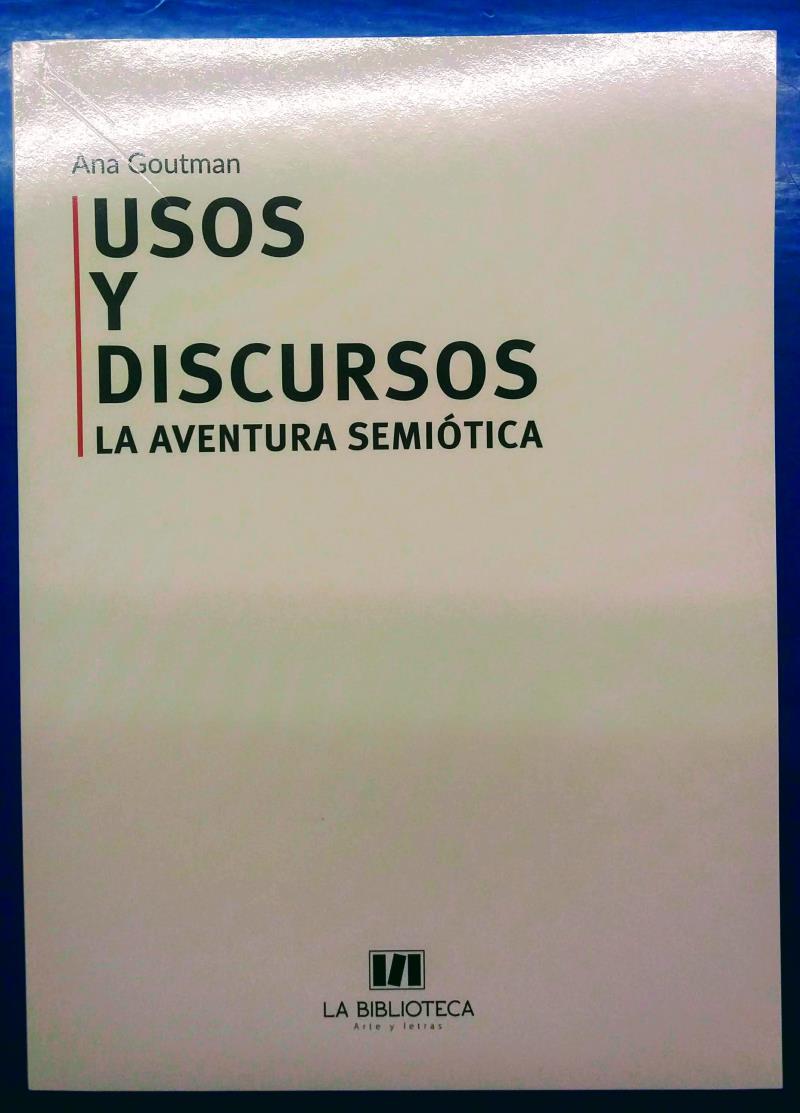 Ana Goutman
USOS
Y
DISCURSOS
LA AVENTURA SEMIÓTICA
LA BIBLIOTECA
Arte y letras